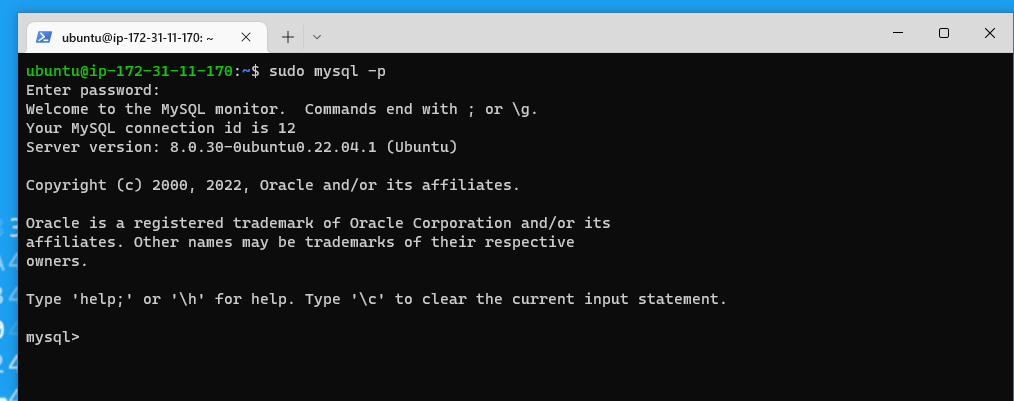 ubuntu@ip-172-31-11-170: ~
ubuntu@ip-172-31-11-170:~$ sudo mysql -p
Enter password:
Welcome to the MySQL monitor.  Commands end with ; or \g.
Your MySQL connection id is 12
Server version: 8.0.30-0ubuntu0.22.04.1 (Ubuntu)
Copyright (c) 2000, 2022, Oracle and/or its affiliates.
Oracle is a registered trademark of Oracle Corporation and/or its
affiliates. Other names may be trademarks of their respective
owners.
Type 'help;' or '\h' for help. Type '\c' to clear the current input statement.
mysql>